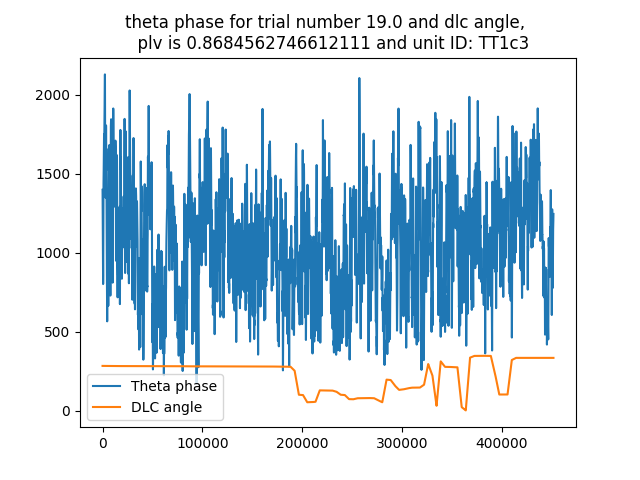 theta phase for trial number 19.0 and dlc angle,
plv is 0.8684562746612111 and unit ID: TT1c3
2000
1500
1000
500
0
Theta phase
DLC angle
0
100000
200000
300000
400000